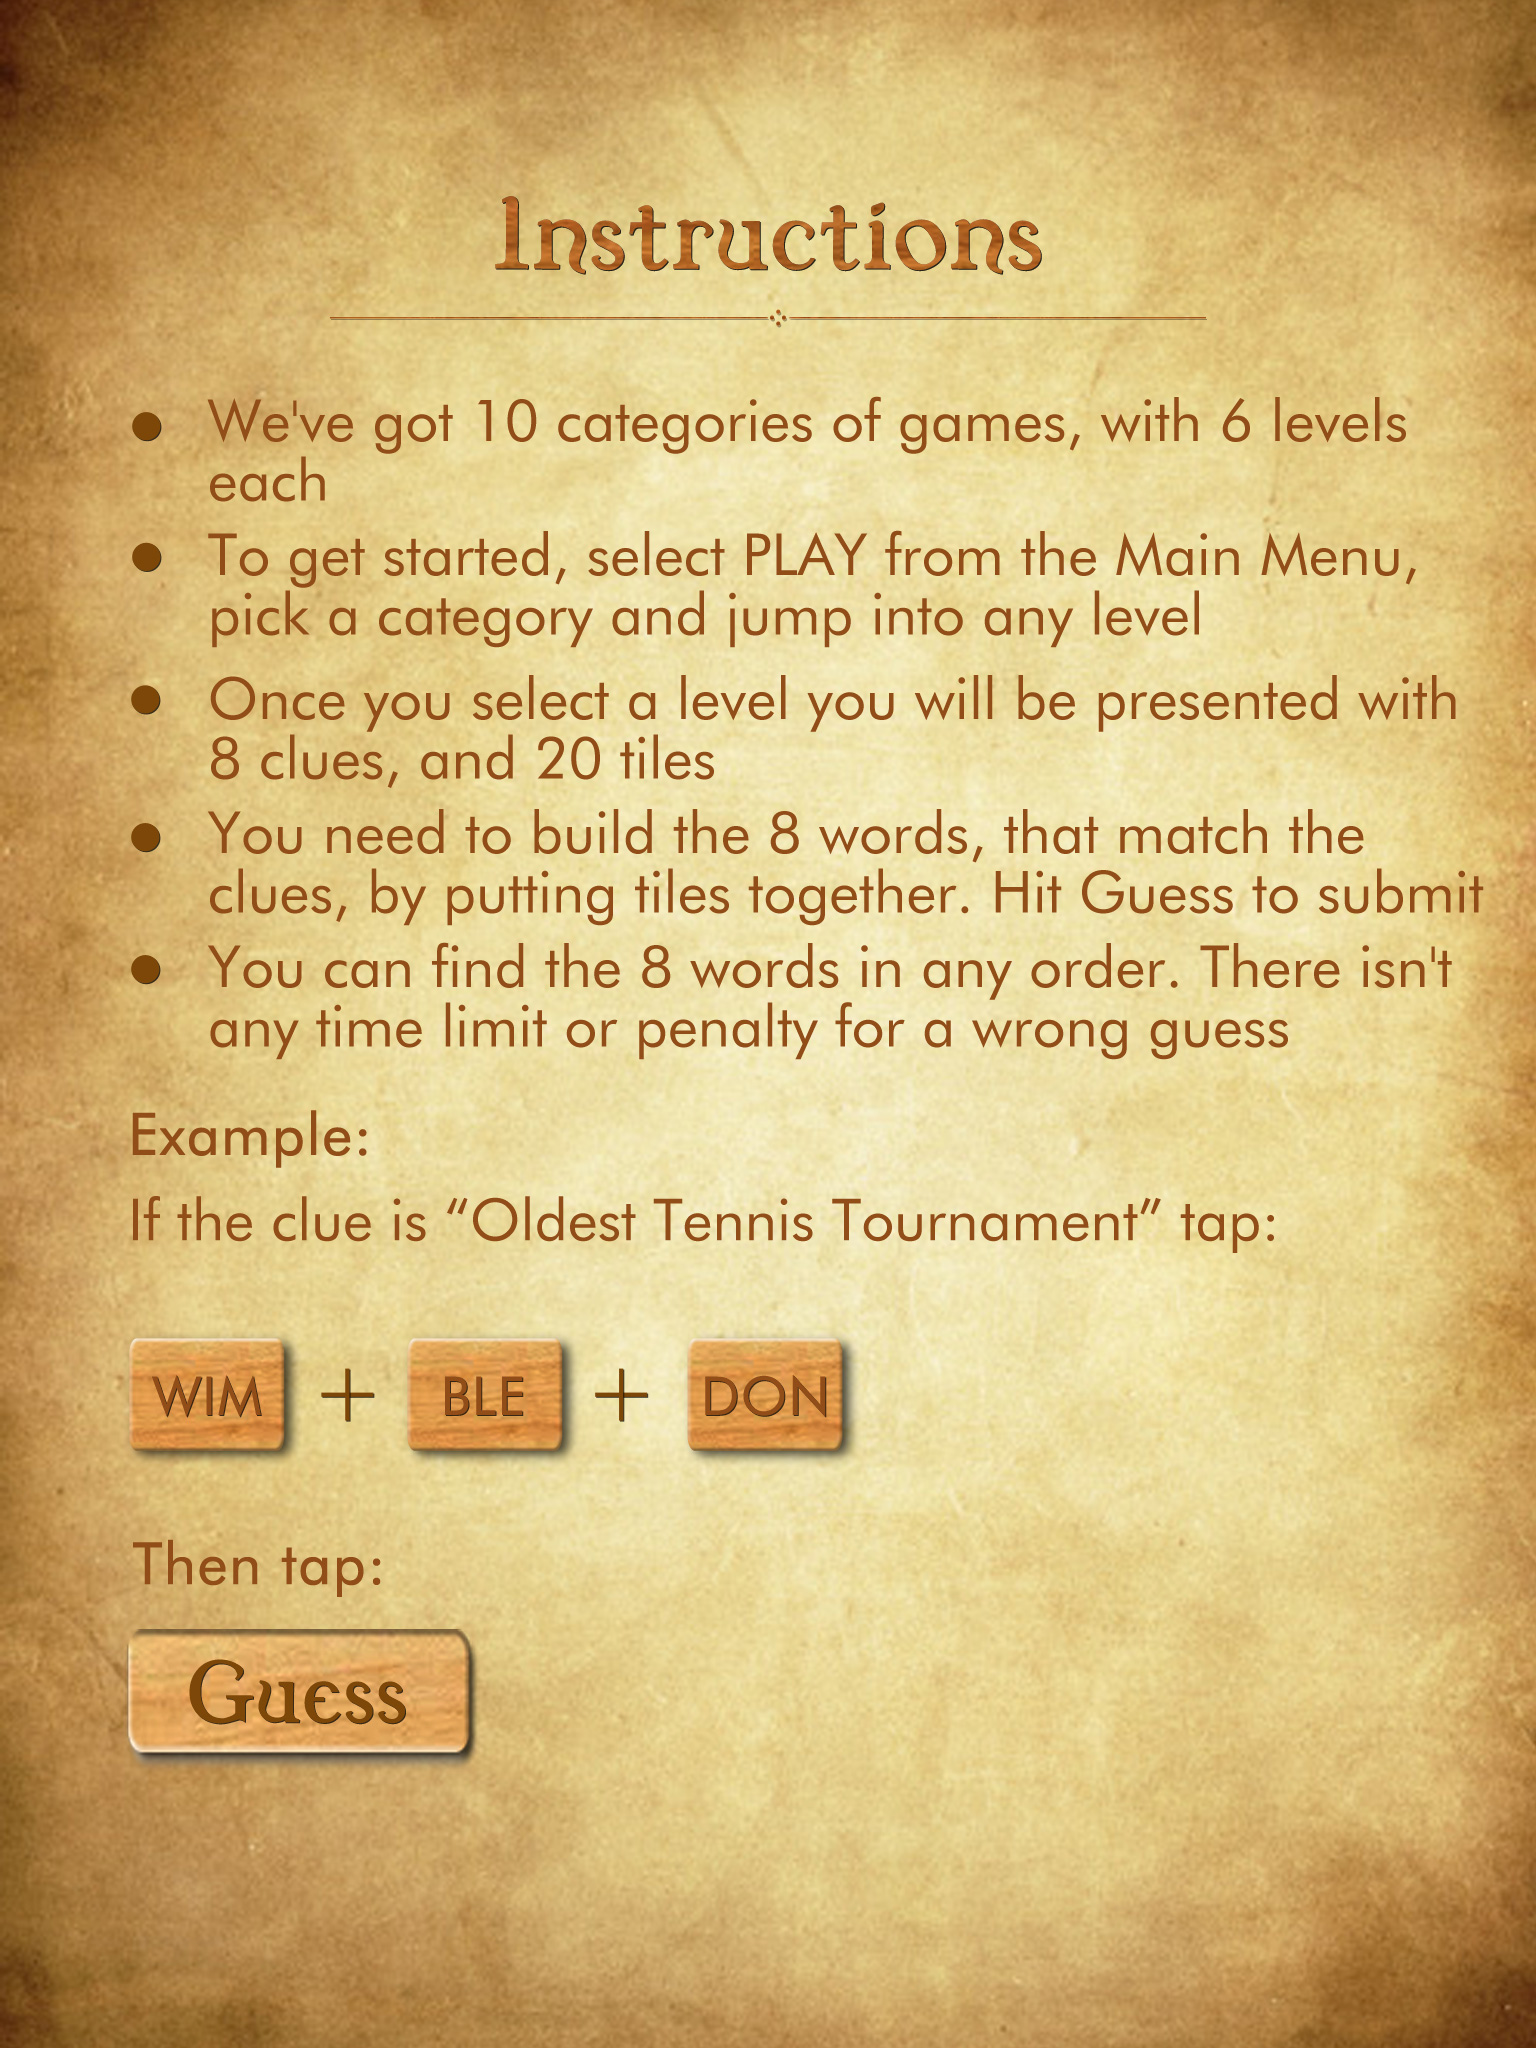 Instructions
● We've got 10 categories of games, with 6 levels
each
● To get started, select PLAY from the Main Menu,
pick a category and jump into any level
● Once you select a level you will be presented with
8 clues, and 20 tiles
● You need to build the 8 words, that match the
clues, by putting tiles together. Hit Guess to submit
● You can find the 8 words in any order. There isn't
any time limit or penalty for a wrong guess
Example:
If the clue is “Oldest Tennis Tournament” tap:
WIM + BLE + DON
Then tap:
Guess